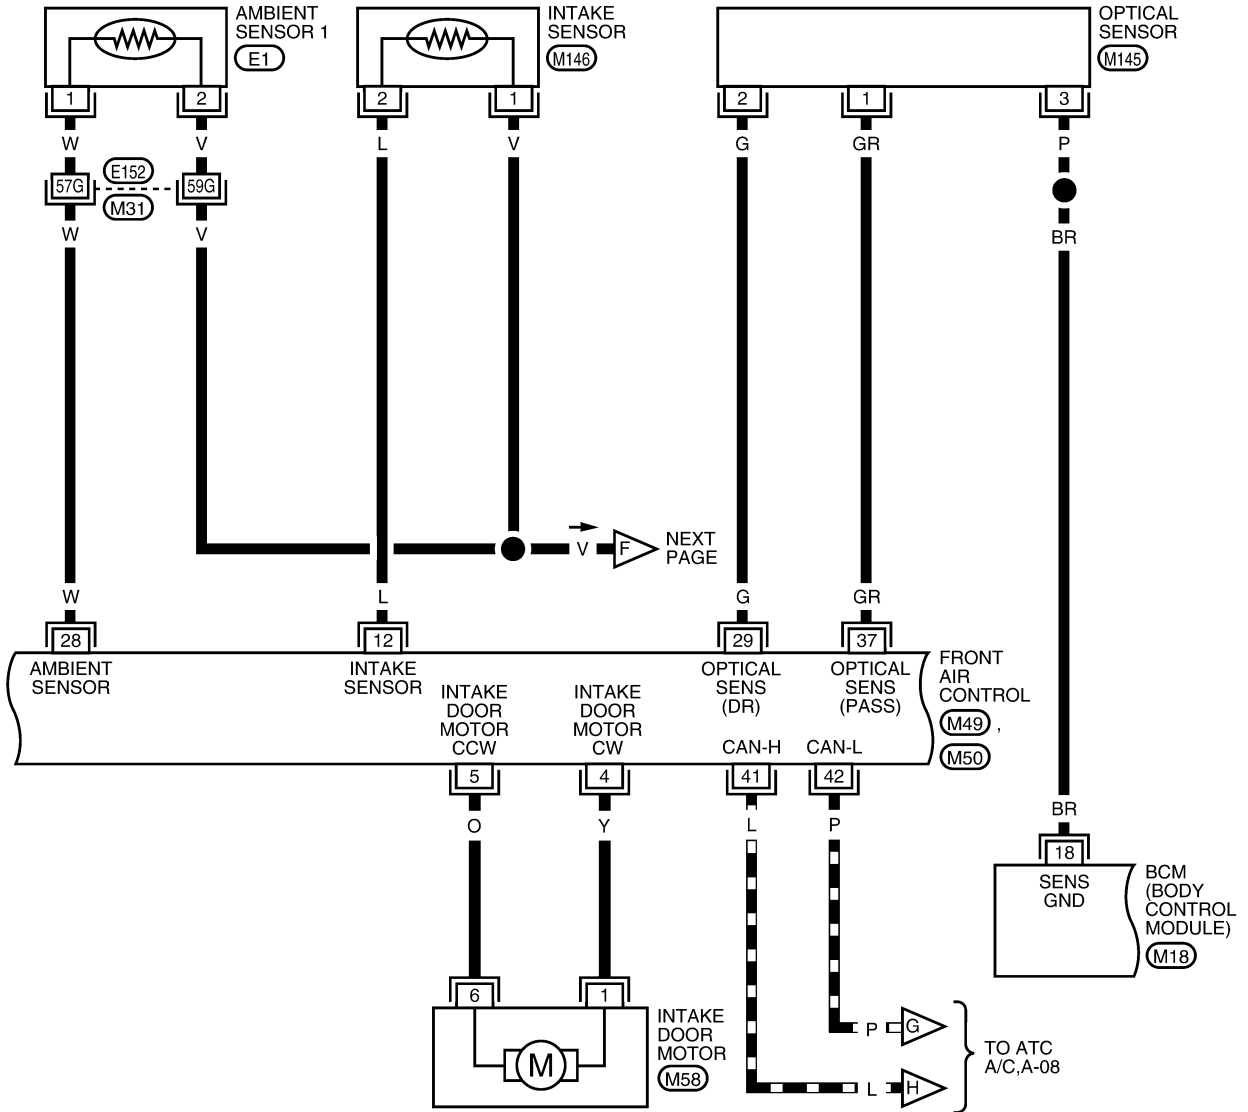 AMBIENT
SENSOR 1
E1
INTAKE
SENSOR
M146
OPTICAL
SENSOR
M145
1
2
2
1
2
1
3
W
V
L
V
G
GR
P
57G
E152
M31
59G
W
V
BR
V
F
NEXT
PAGE
W
L
G
GR
28
12
29
37
AMBIENT
SENSOR
INTAKE
SENSOR
OPTICAL
SENS
(DR)
OPTICAL
SENS
(PASS)
FRONT
AIR
CONTROL
M49 ,
M50
INTAKE
DOOR
MOTOR
CCW
INTAKE
DOOR
MOTOR
CW
CAN-H
CAN-L
5
4
41
42
O
Y
L
P
BR
18
SENS
GND
BCM
(BODY
CONTROL
MODULE)
M18
6
1
M
INTAKE
DOOR
MOTOR
M58
P
G
L
H
TO ATC
A/C,A-08